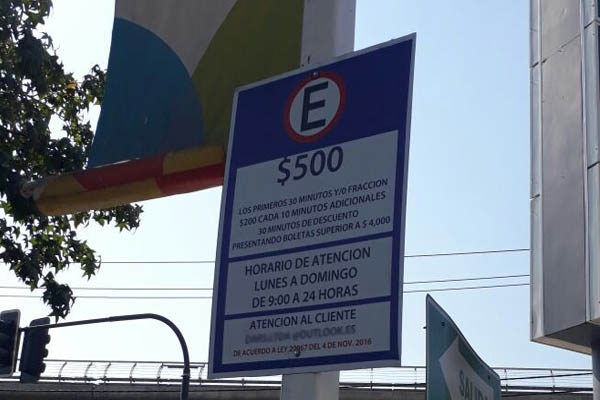 E
$500
LOS PRIMEROS 30 MINUTOS Y/O FRACCION
$200 CADA 10 MINUTOS ADICIONALES
30 MINUTOS DE DESCUENTO
PRESENTANDO BOLETAS SUPERIOR A $ 4,000
HORARIO DE ATENCION
LUNES A DOMINGO
DE 9:00 A 24 HORAS
ATENCION AL CLIENTE
DE ACUERDO A LEY 20967 DEL 4 DE NOV. 2016
SALIDA